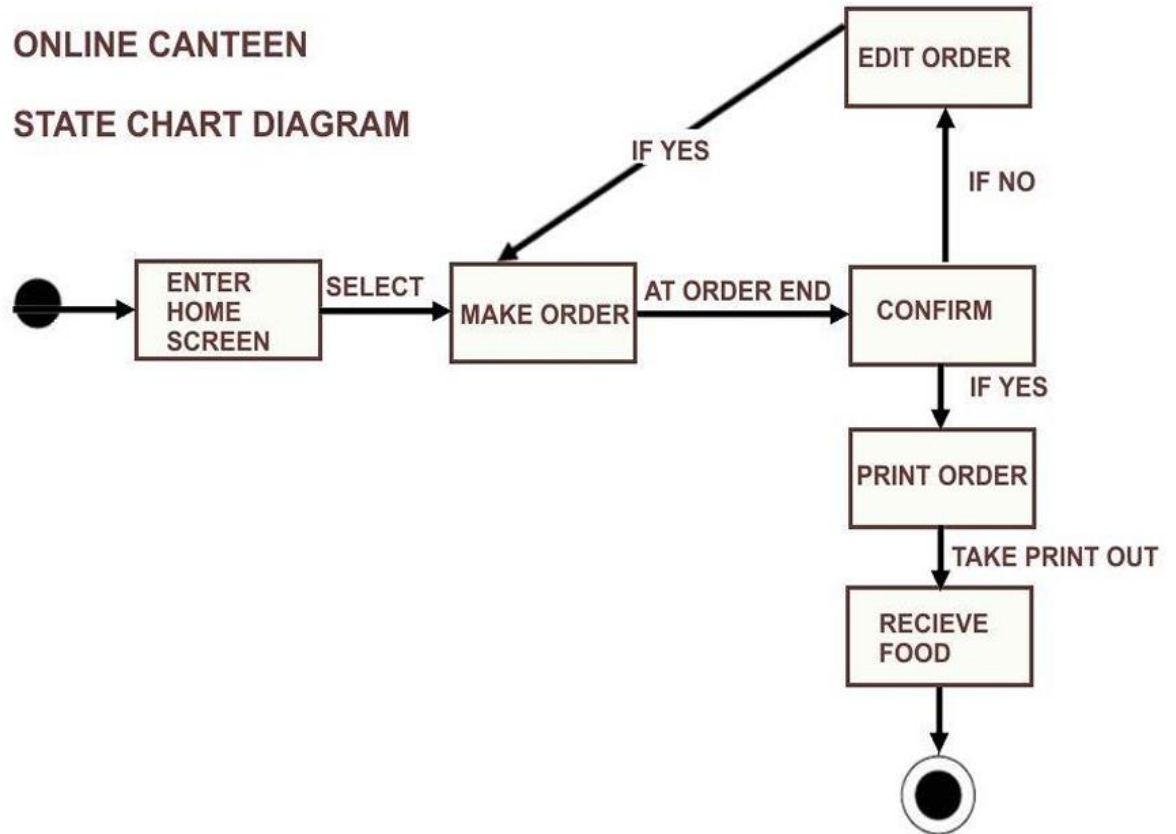 ONLINE CANTEEN
STATE CHART DIAGRAM
EDIT ORDER
IF YES
IF NO
ENTER
HOME
SCREEN
SELECT
MAKE ORDER
AT ORDER END
CONFIRM
IF YES
PRINT ORDER
TAKE PRINT OUT
RECIEVE
FOOD